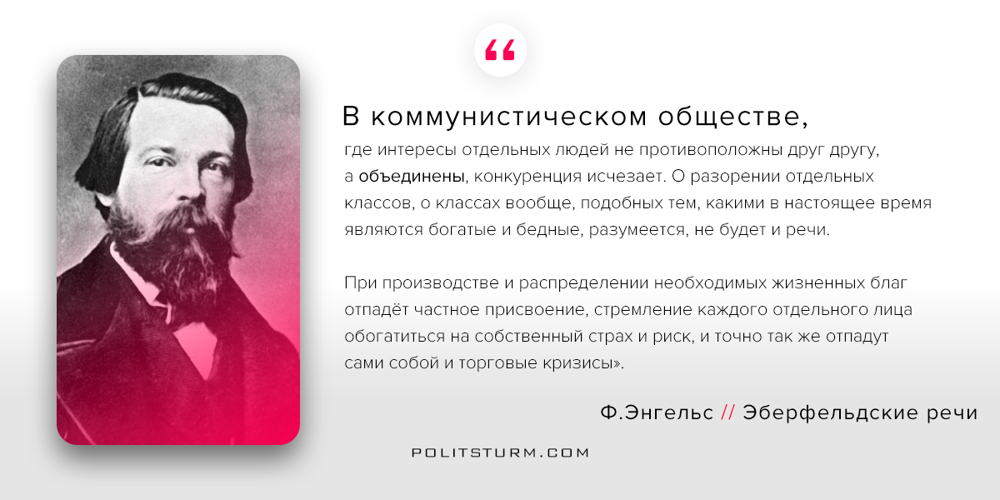 “
В коммунистическом обществе,
где интересы отдельных людей не противоположны друг другу,
а объединены, конкуренция исчезает. О разорении отдельных
классов, о классах вообще, подобных тем, какими в настоящее время
являются богатые и бедные, разумеется, не будет и речи.
При производстве и распределении необходимых жизненных благ
отпадёт частное присвоение, стремление каждого отдельного лица
обогатиться на собственный страх и риск, и точно так же отпадут
сами собой и торговые кризисы».
Ф.Энгельс // Эберфельдские речи
POLITSTURM.COM